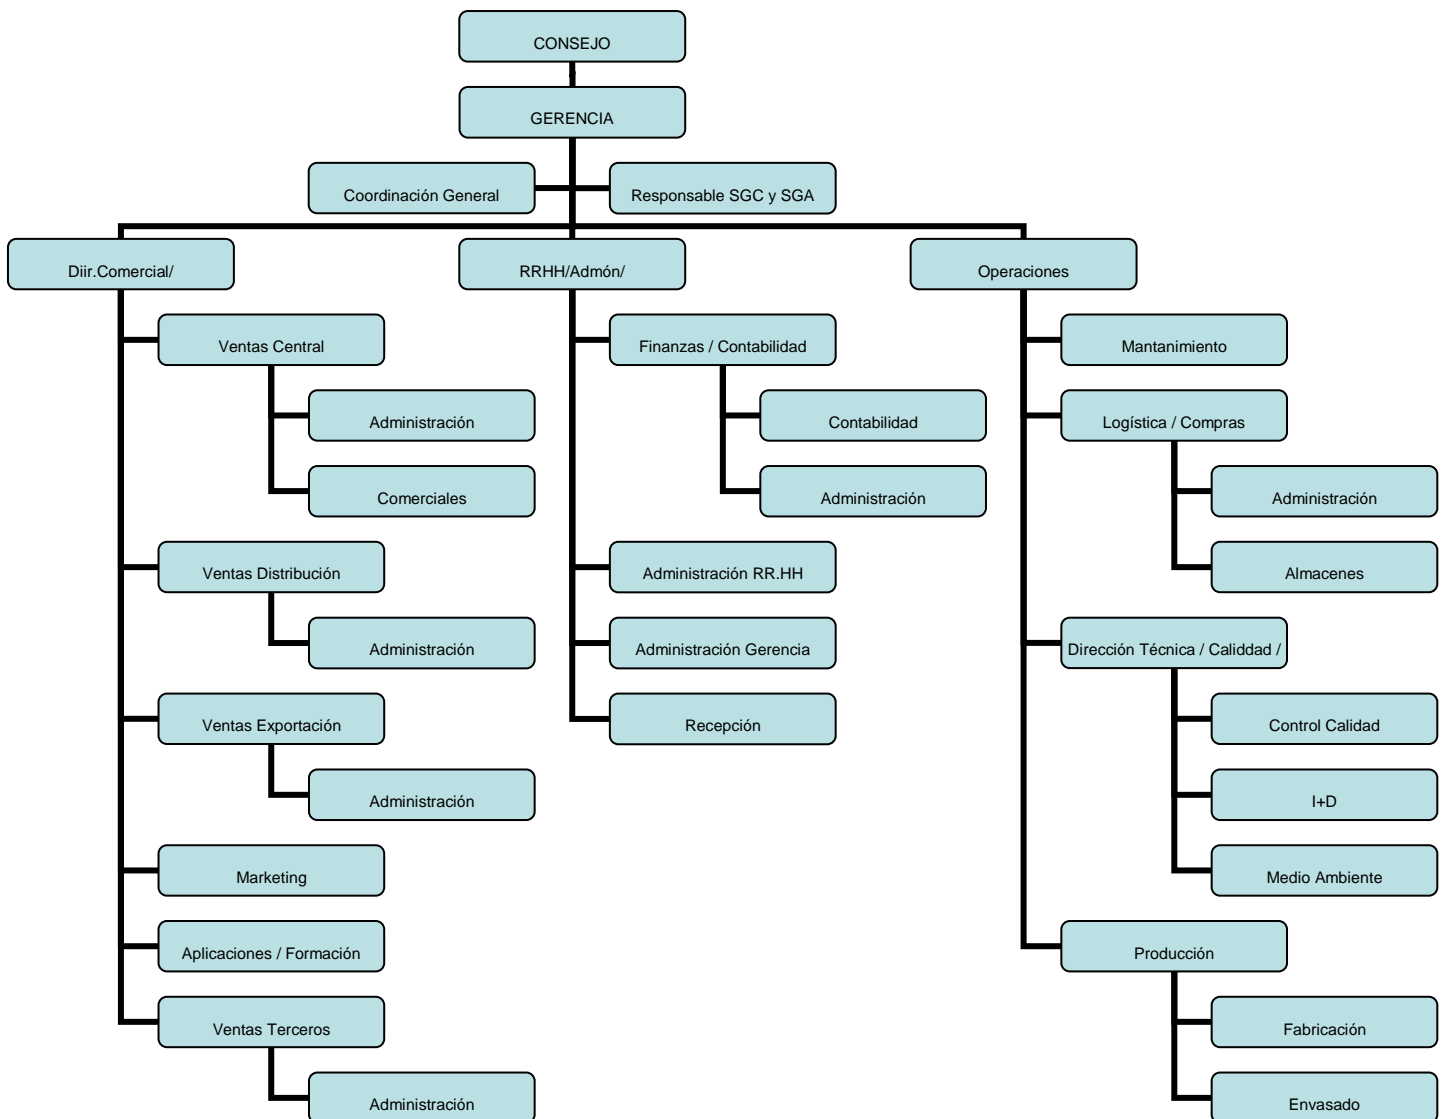 CONSEJO
GERENCIA
Coordinación General
Responsable SGC y SGA
Diir.Comercial/
Ventas Central
Administración
Comerciales
Ventas Distribución
Administración
Ventas Exportación
Administración
Marketing
Aplicaciones / Formación
Ventas Terceros
Administración
RRHH/Admón/
Finanzas / Contabilidad
Contabilidad
Administración
Administración RR.HH
Administración Gerencia
Recepción
Operaciones
Mantanimiento
Logística / Compras
Administración
Almacenes
Dirección Técnica / Caliddad /
Control Calidad
I+D
Medio Ambiente
Producción
Fabricación
Envasado